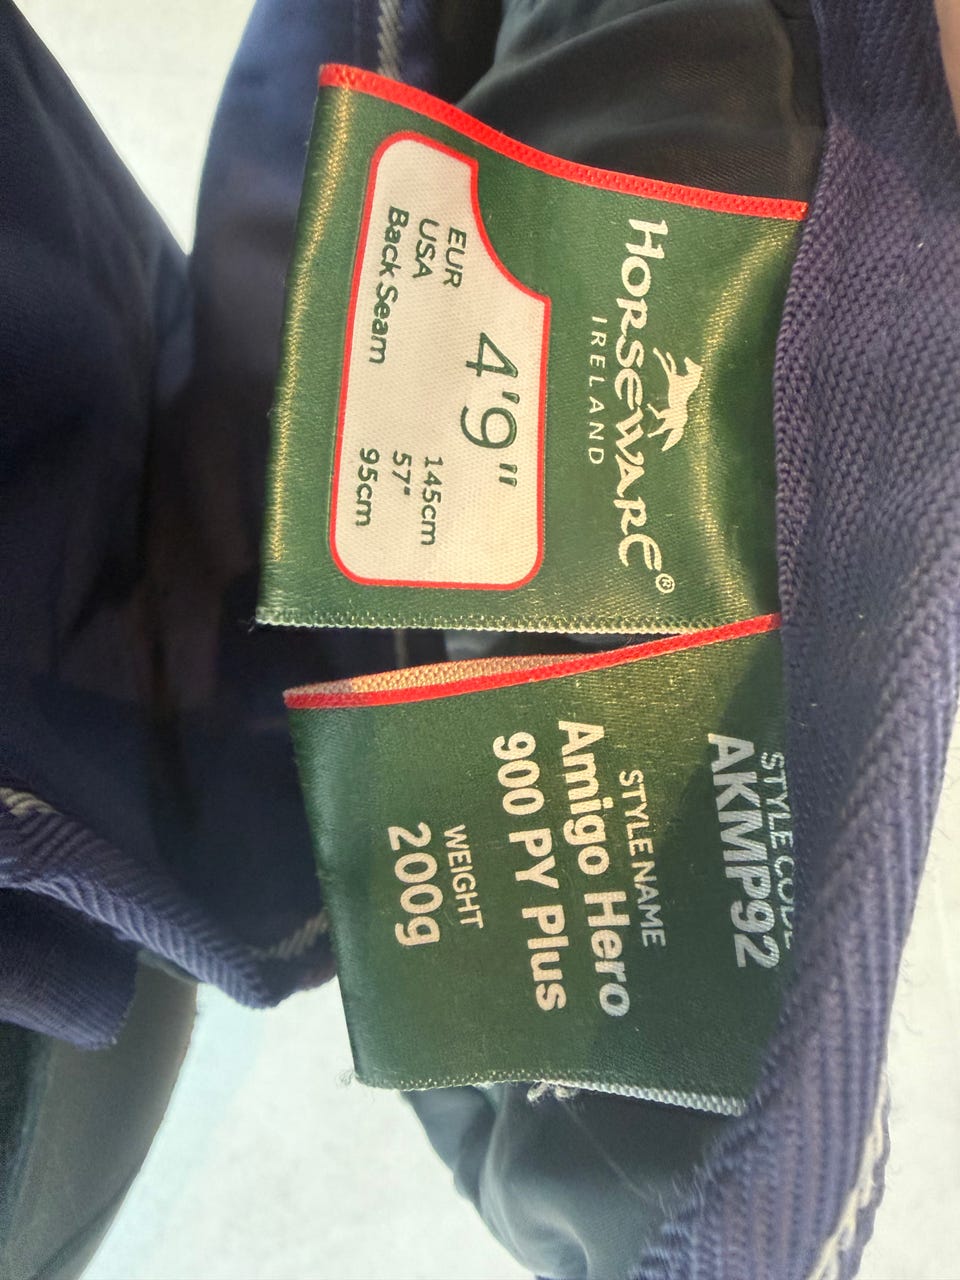 HORSEWARE®
IRELAND
4'9"
EUR 145cm
USA 57"
Back Seam 95cm
STYLE CODE
AKMP92
STYLE NAME
Amigo Hero
900 PY Plus
WEIGHT
200g